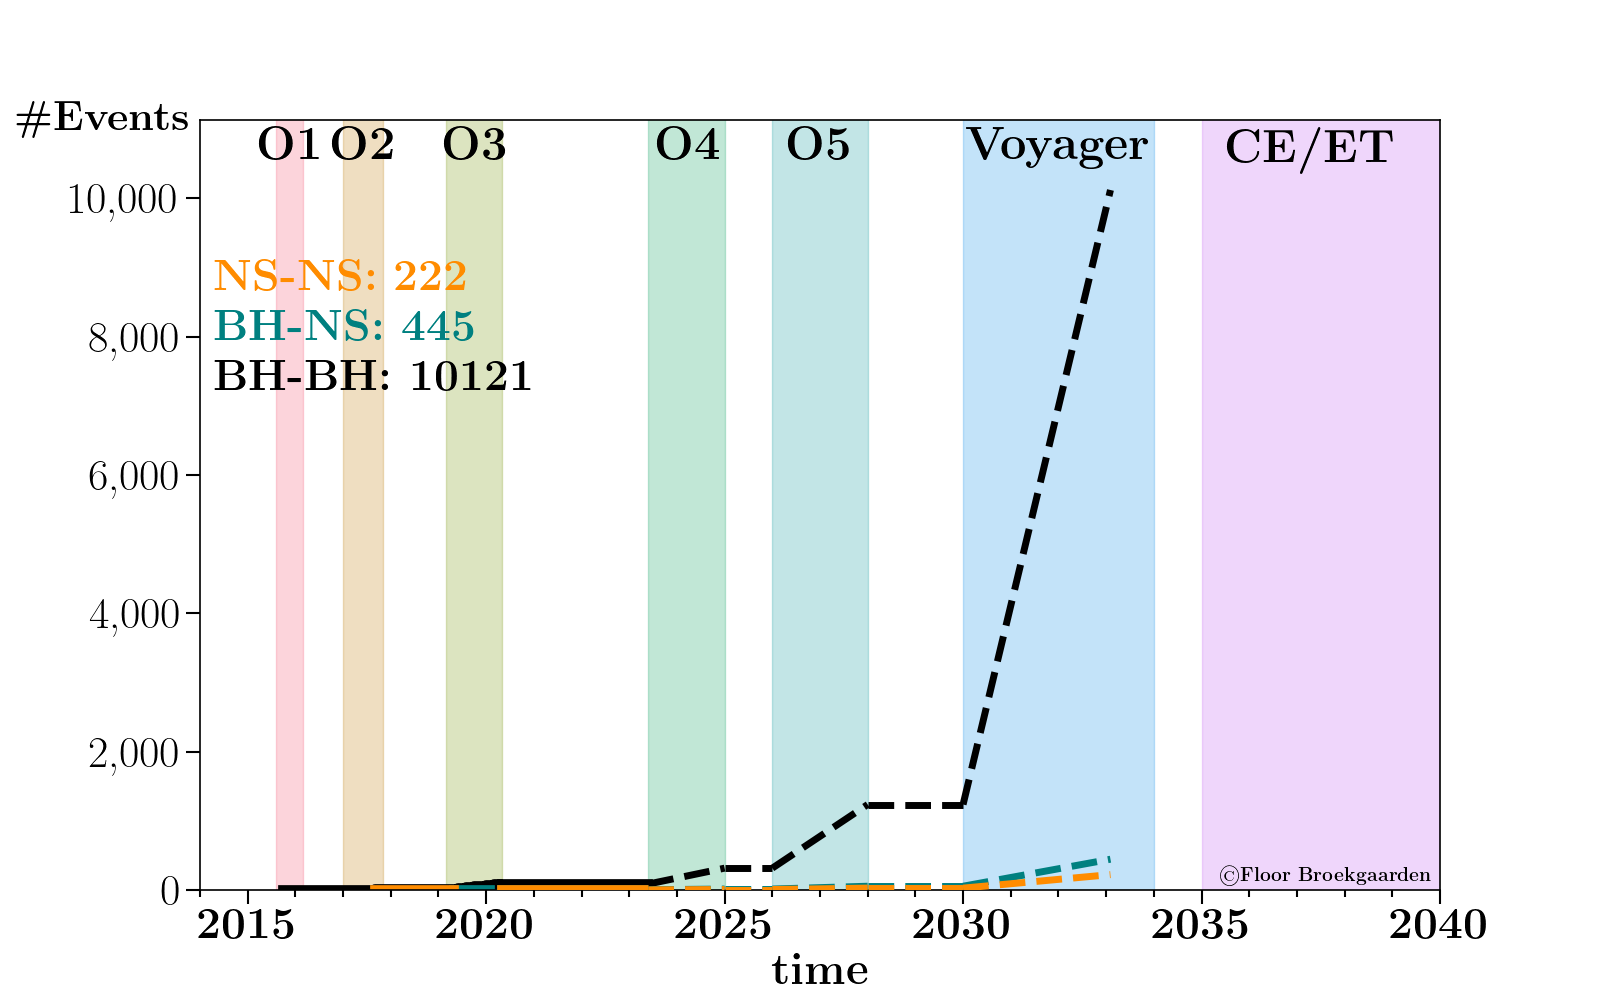 #Events
O1 O2 O3 O4 O5 Voyager CE/ET
10,000
NS-NS: 222
BH-NS: 445
8,000
BH-BH: 10121
6,000
4,000
2,000
©Floor Broekgaarden
0
2015 2020 2025 2030 2035 2040
time